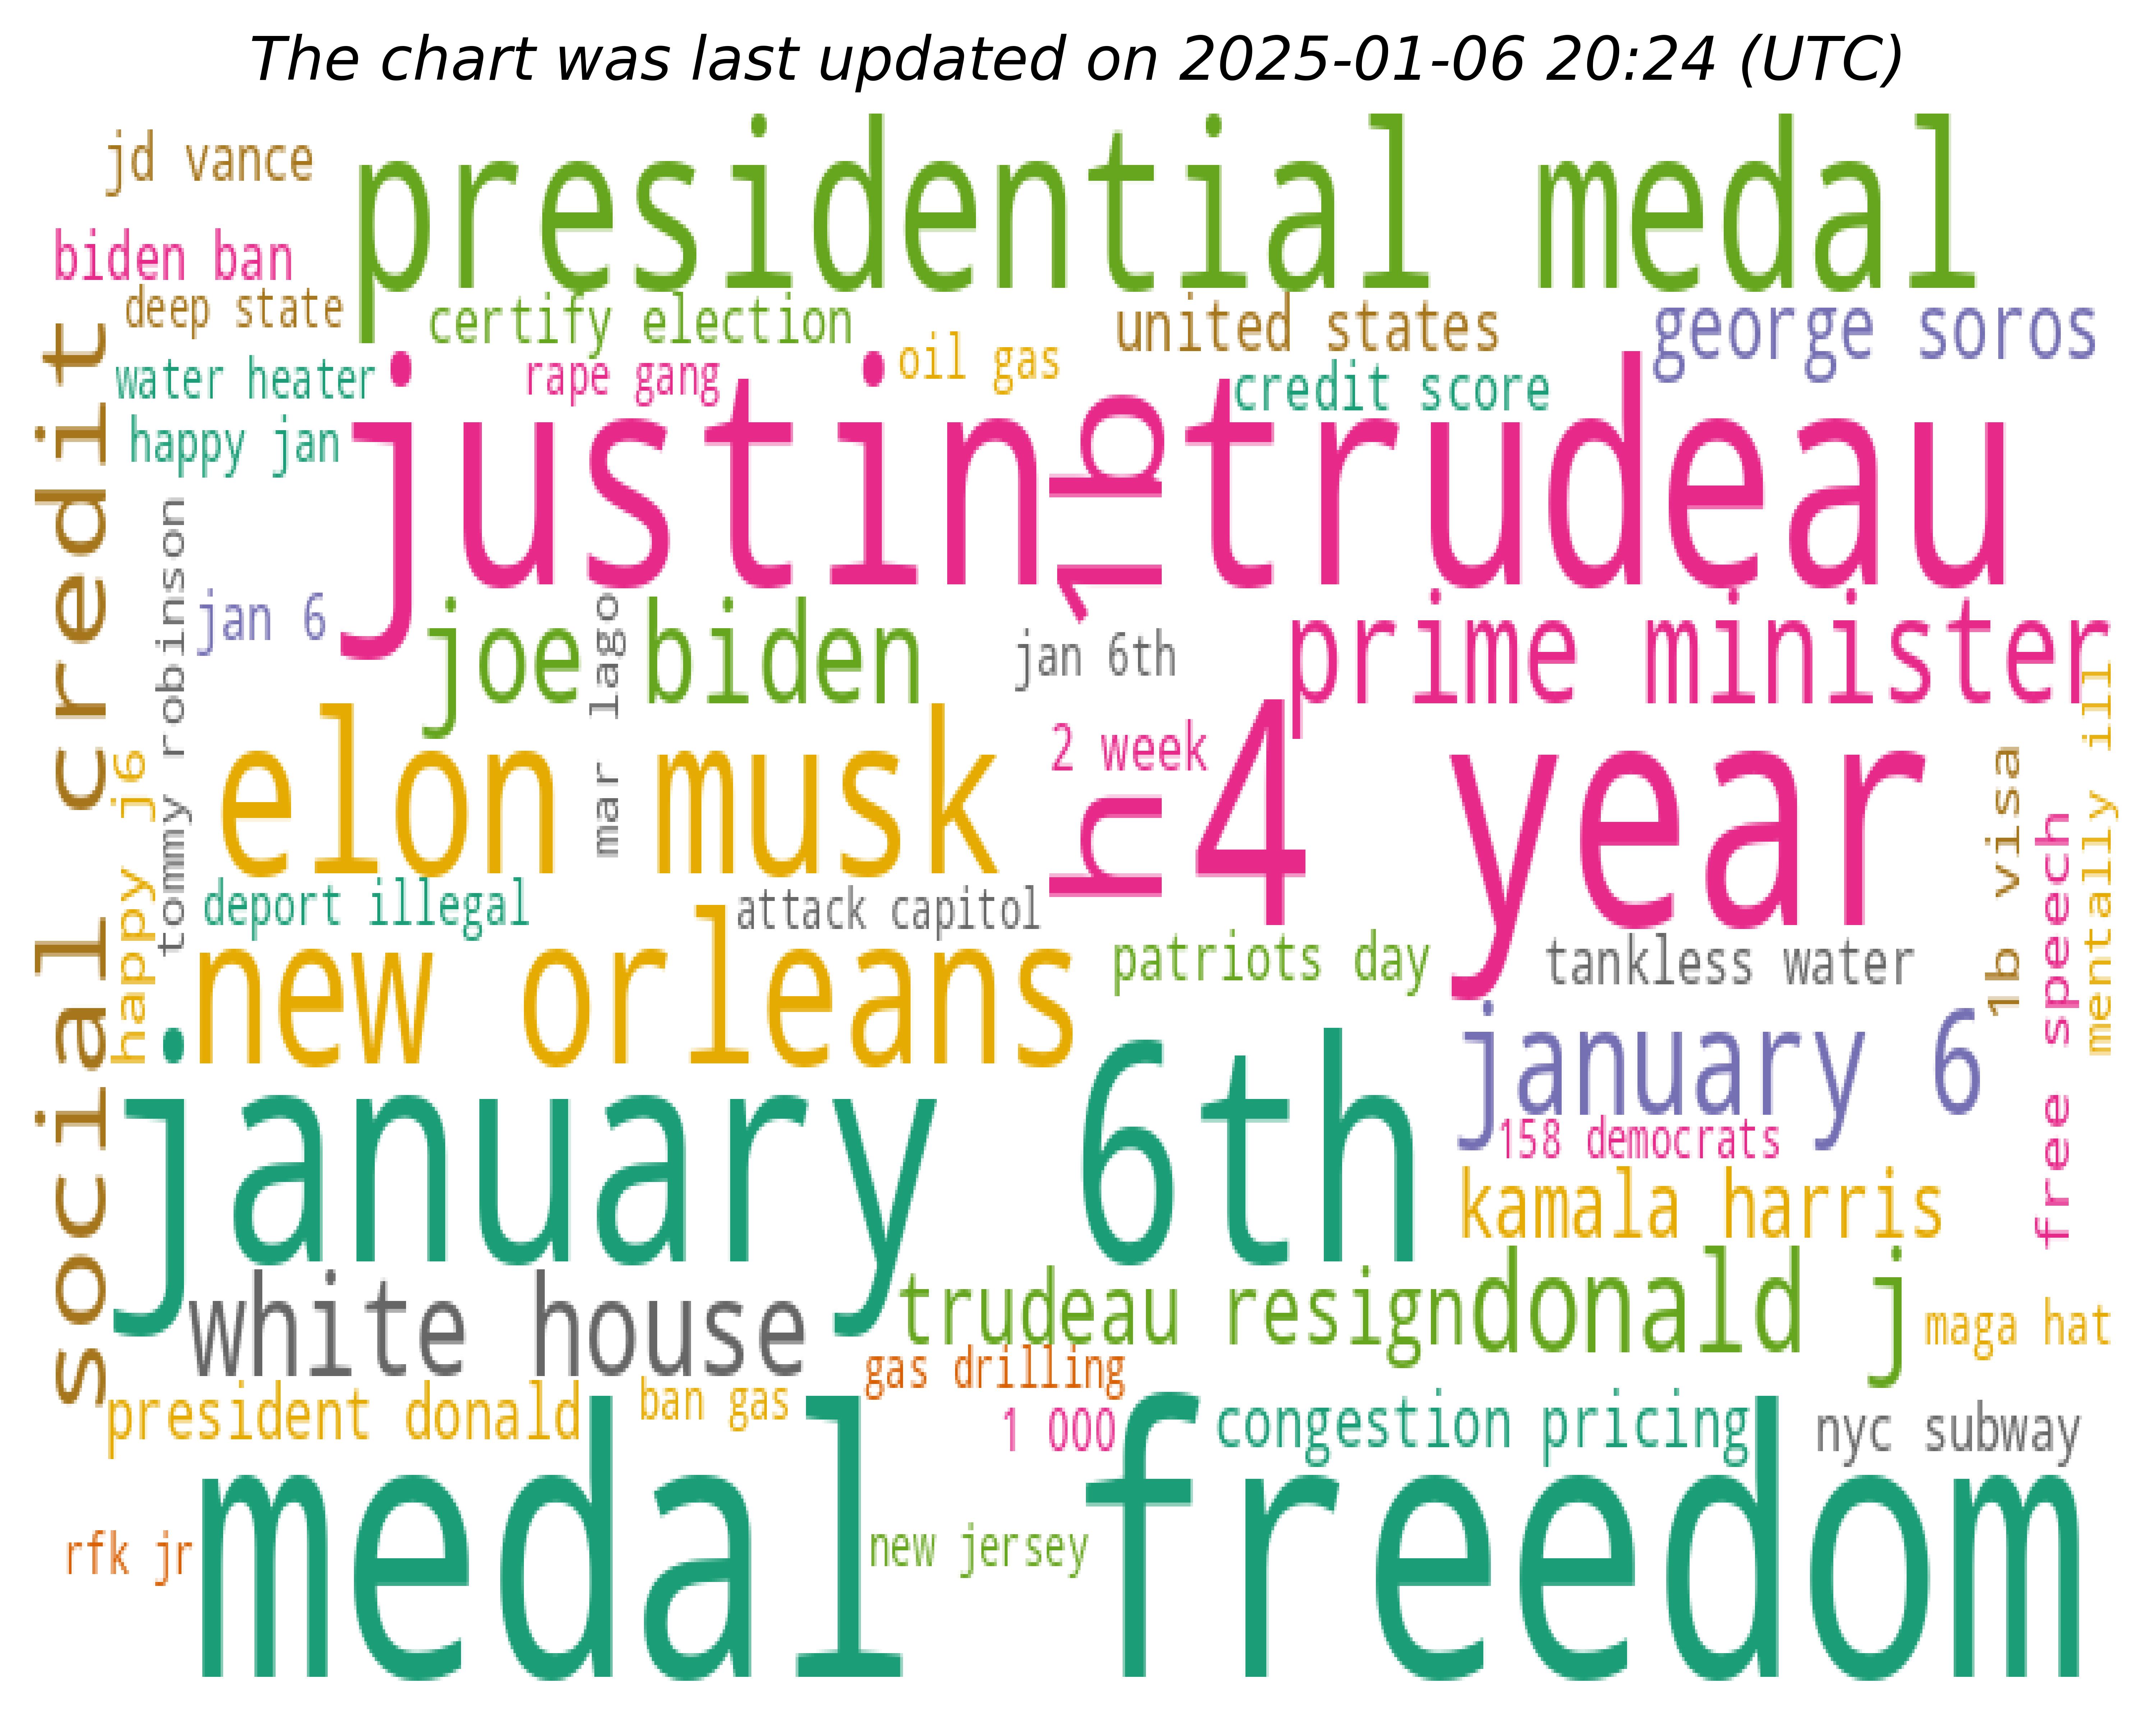 The chart was last updated on 2025-01-06 20:24 (UTC)
jd vance
presidential medal
biden ban
deep state
certify election
united states
george soros
water heater
rape gang
oil gas
credit score
happy jan
justin trudeau
h 1b
social credit
tommy robinson
jan 6
joe biden
mar lago
jan 6th
prime minister
elon musk
2 week
4 year
happy j6
1b visa
free speech
mentally ill
deport illegal
attack capitol
new orleans
patriots day
tankless water
january 6
january 6th
158 democrats
kamala harris
white house
trudeau resign
donald j
maga hat
gas drilling
president donald
ban gas
1 000
congestion pricing
nyc subway
medal freedom
rfk jr
new jersey